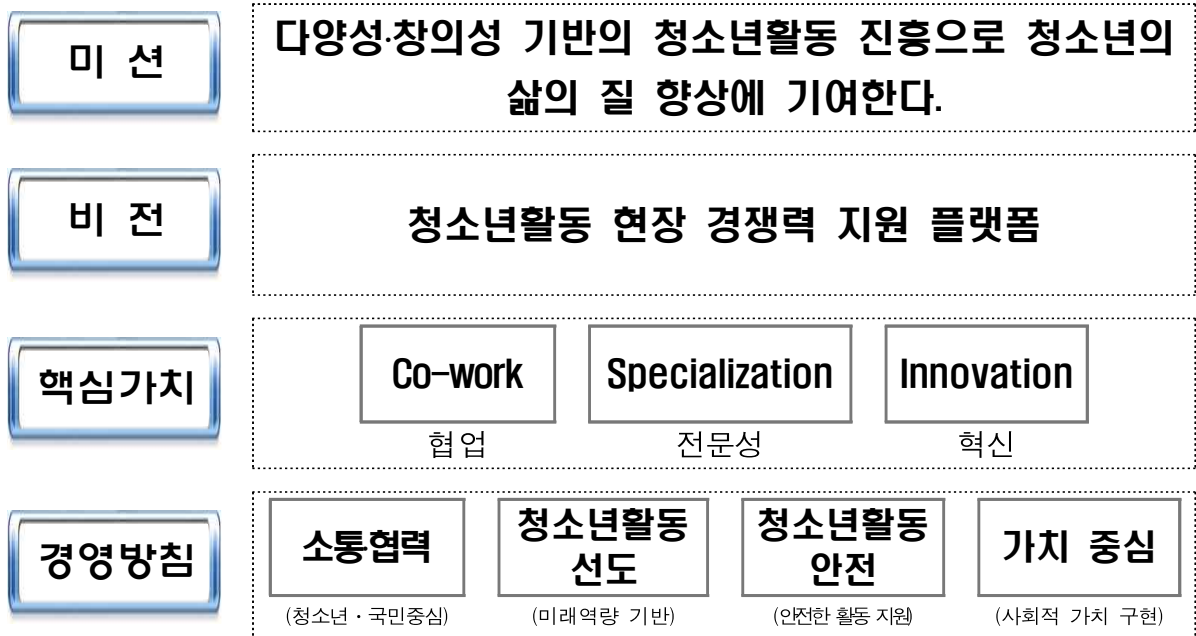 미 션
다양성·창의성 기반의 청소년활동 진흥으로 청소년의
삶의 질 향상에 기여한다.
비 전
청소년활동 현장 경쟁력 지원 플랫폼
핵심가치
Co-work
Specialization
Innovation
협업
전문성
혁신
경영방침
소통협력
청소년활동
선도
청소년활동
안전
가치 중심
(청소년·국민중심)
(미래역량 기반)
(안전한 활동 지원)
(사회적 가치 구현)